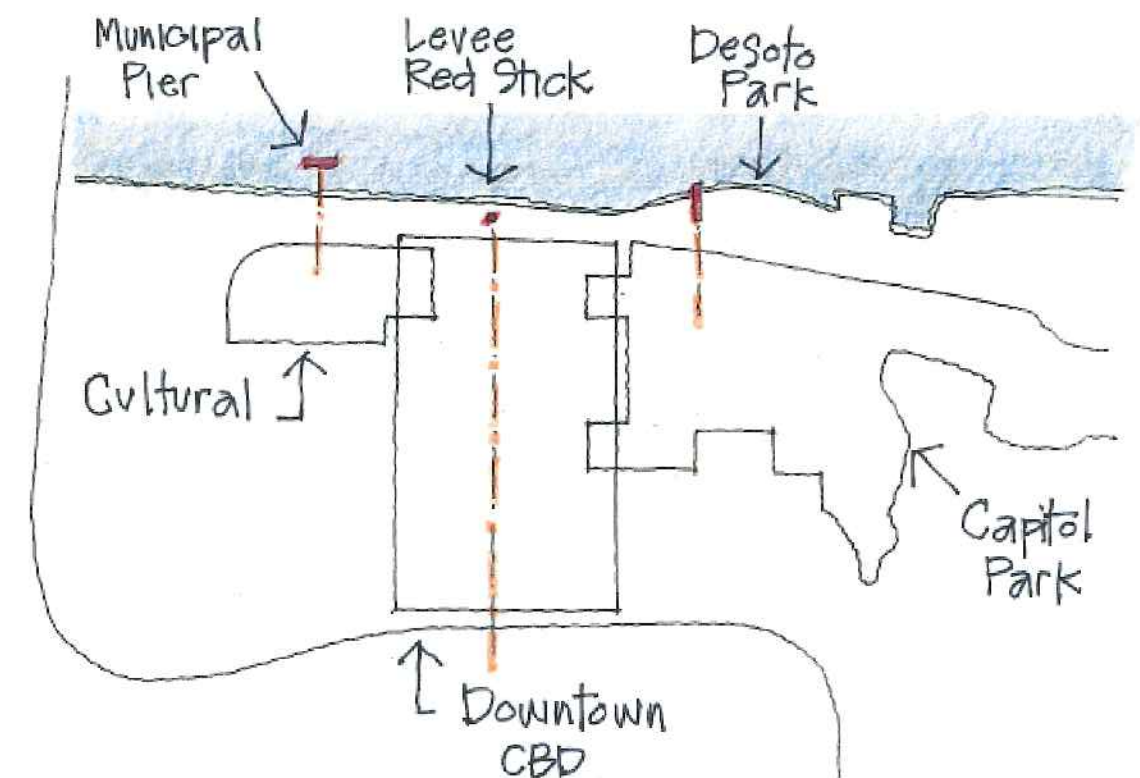 Municipal
Pier
Levee
Red Stick
DeSoto
Park
Cultural
Capitol
Park
Downtown
CBD